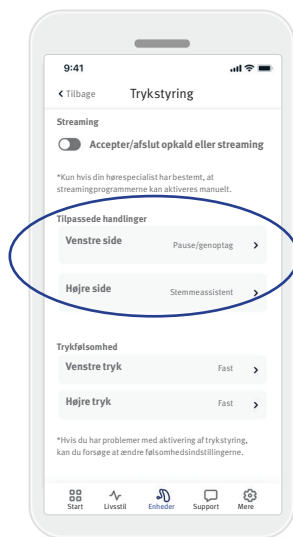 9:41
Tilbage Trykstyring
Streaming
Accepter/afslut opkald eller streaming
*Kun hvis din hørespecialist har bestemt, at
streamingprogrammerne kan aktiveres manuelt.
Tilpassede handlinger
Venstre side Pause/genoptag
Højre side Stemmeassistent
Trykfølsomhed
Venstre tryk Fast
Højre tryk Fast
*Hvis du har problemer med aktivering af trykstyring,
kan du forsøge at ændre følsomhedsindstillingerne.
Start Livsstil Enheder Support Mere